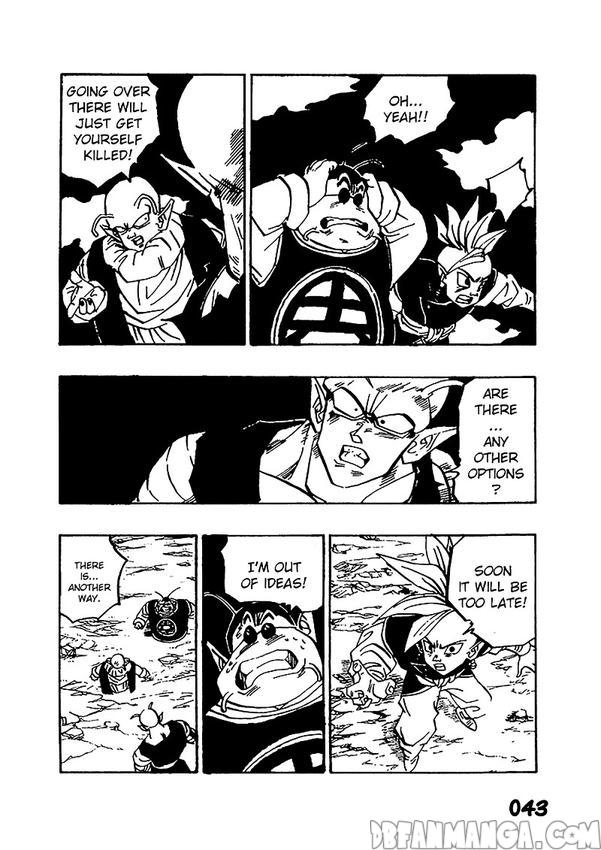 OH...
YEAH!!
GOING OVER
THERE WILL
JUST GET
YOURSELF
KILLED!
ARE
THERE
...
ANY
OTHER
OPTIONS
?
SOON
IT WILL BE
TOO LATE!
I'M OUT
OF IDEAS!
THERE
IS...
ANOTHER
WAY.
043
DBFANMANGA.COM